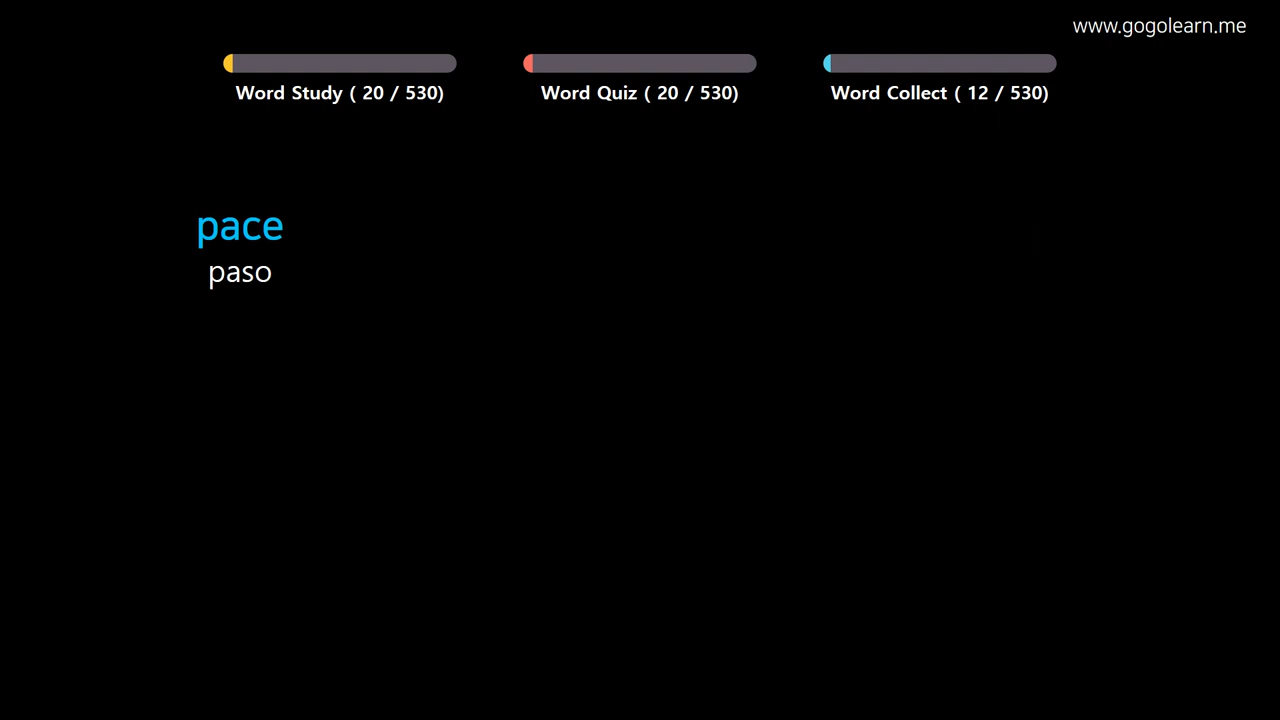 www.gogolearn.me
Word Study ( 20 / 530)
Word Quiz ( 20 / 530)
Word Collect ( 12 / 530)
pace
paso